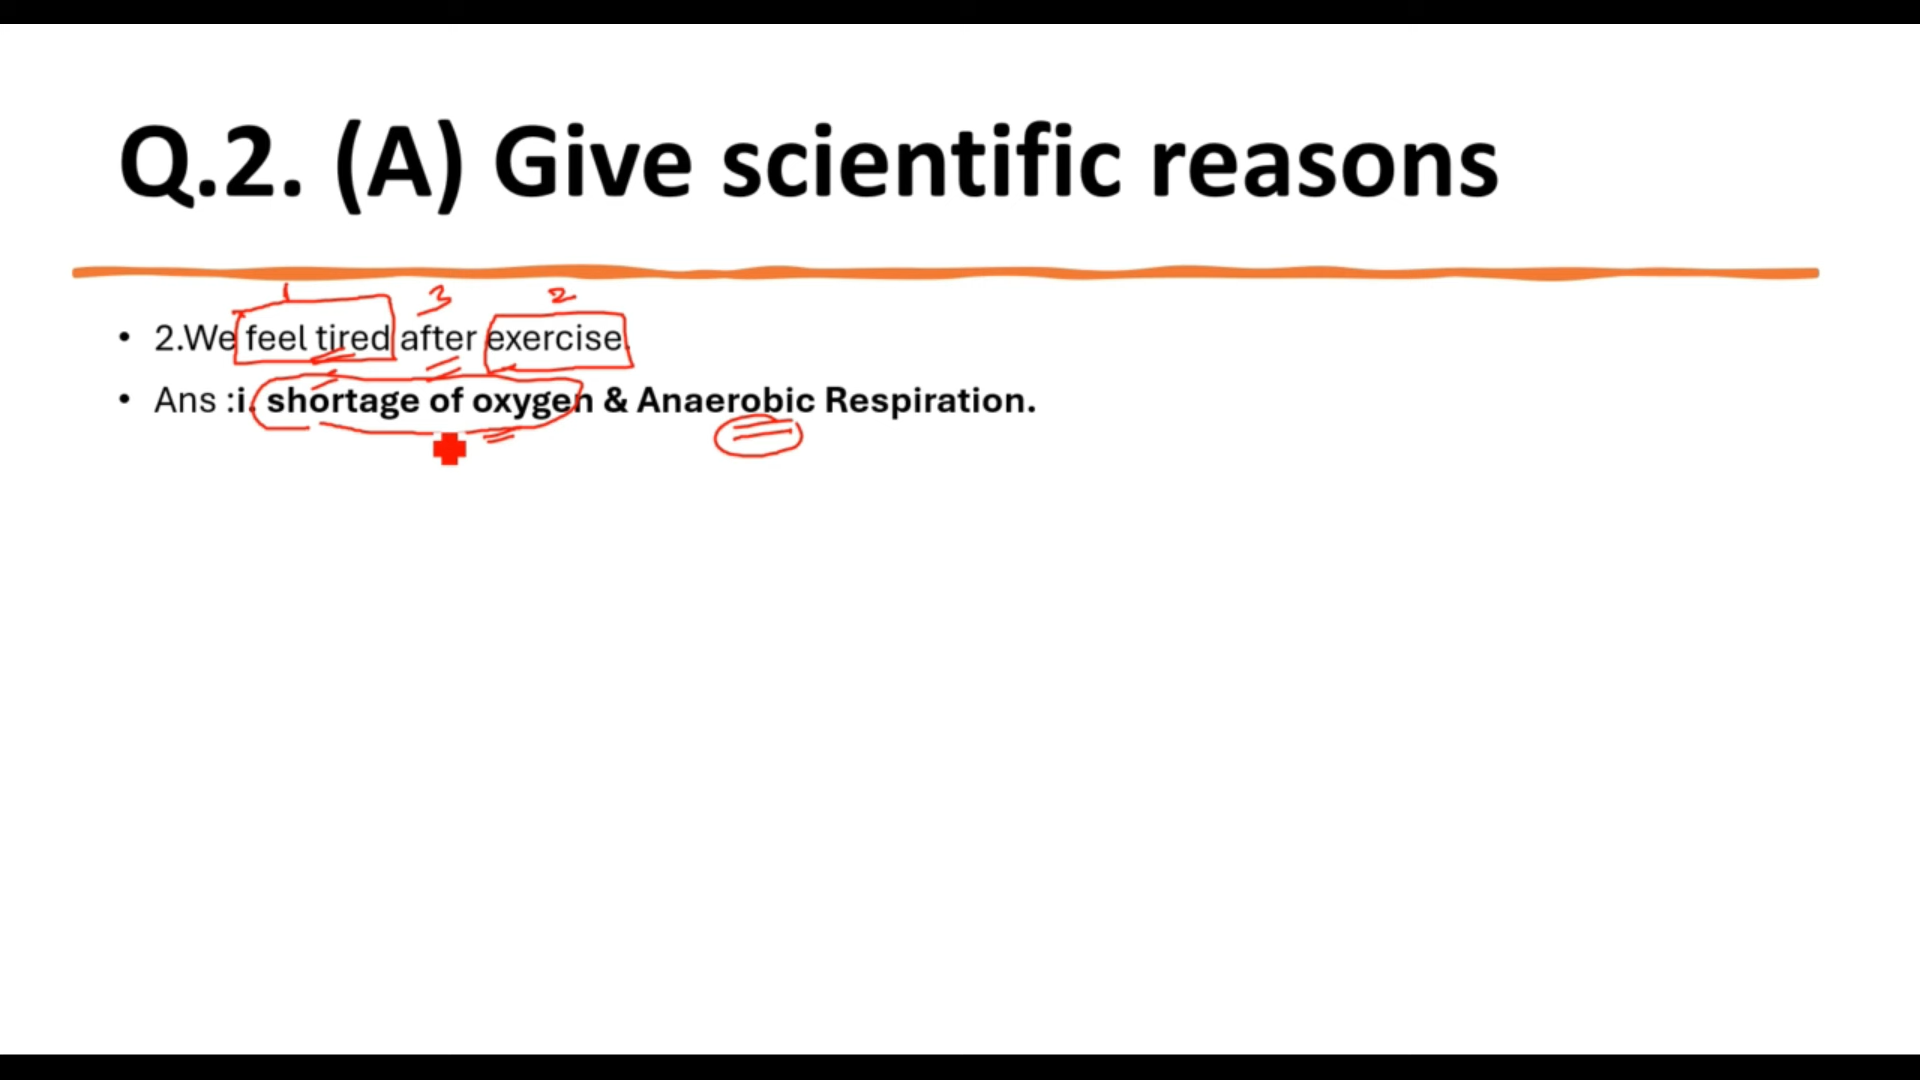 Q.2. (A) Give scientific reasons
1 3 2
• 2.We feel tired after exercise.
• Ans :i. shortage of oxygen & Anaerobic Respiration.